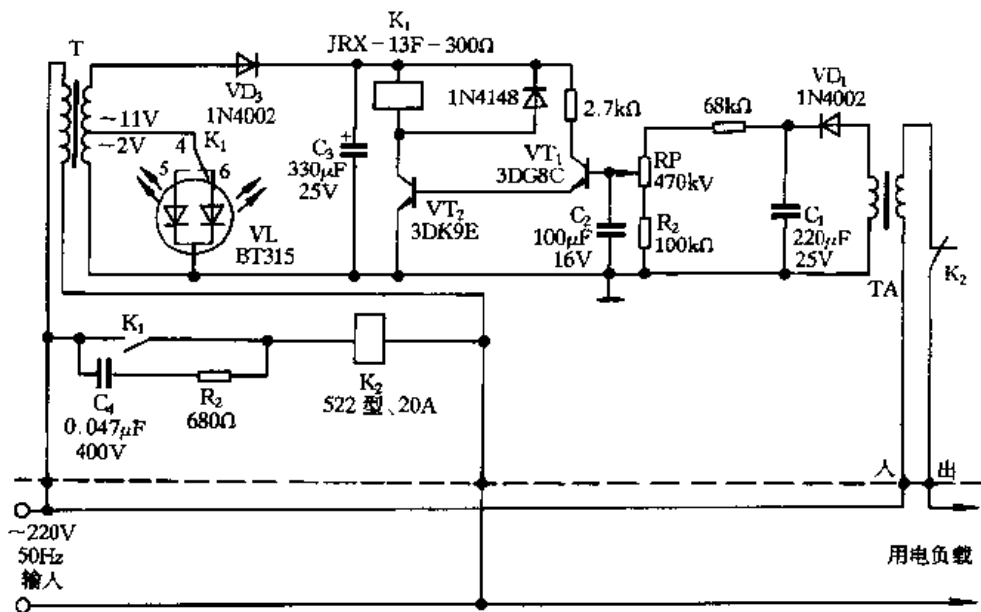 K₁
JRX-13F-300Ω
T
VD₃
1N4002
~11V
~2V
4
K₁
5
6
VL
BT315
C₃
+
330μF
25V
1N4148
VT₂
3DK9E
2.7kΩ
VT₁
3DG8C
C₂
100μF
16V
RP
470kV
R₂
100kΩ
68kΩ
VD₁
1N4002
C₁
220μF
25V
TA
K₂
K₁
C₄
0.047μF
400V
R₂
680Ω
K₂
522型、20A
入
出
~220V
50Hz
输入
用电负载